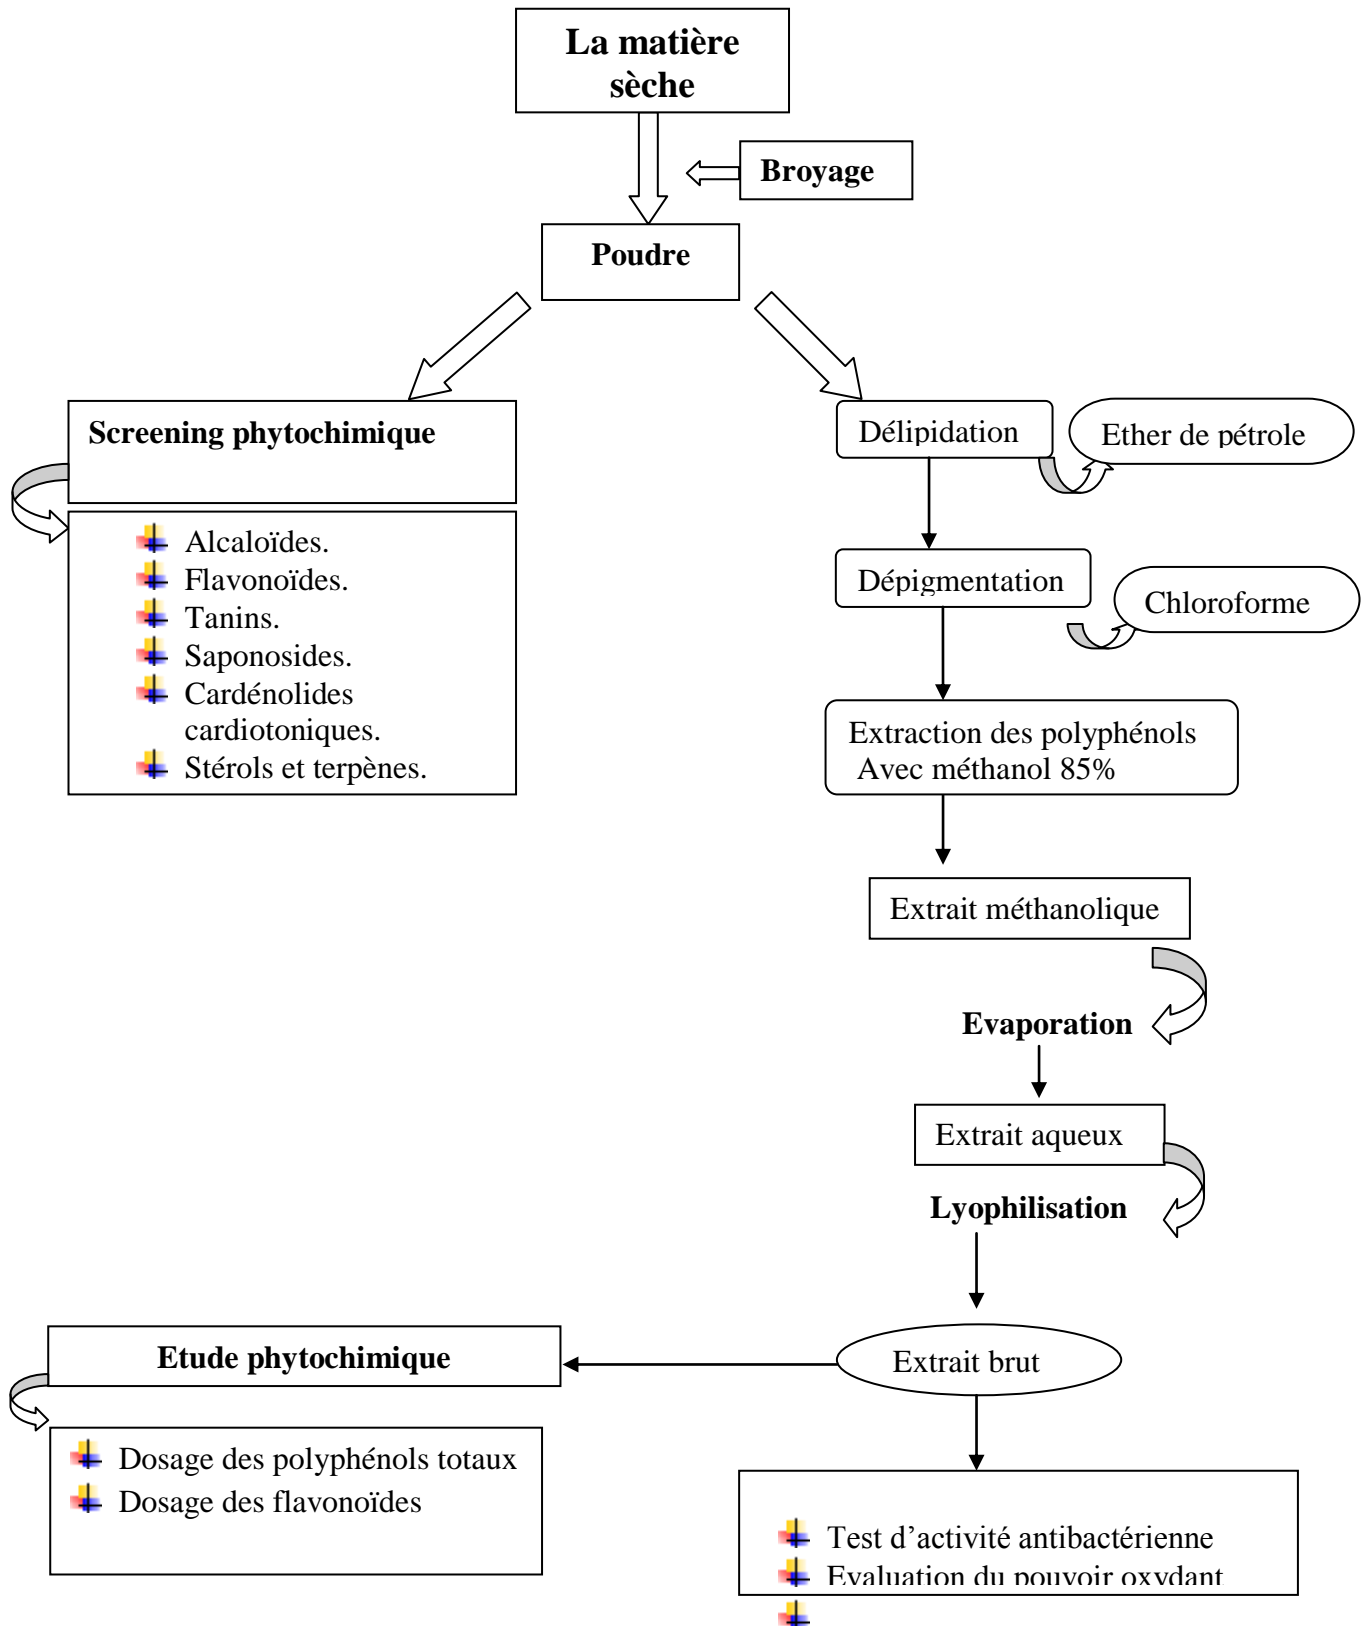 La matière
sèche
Broyage
Poudre
Screening phytochimique
Alcaloïdes.
Flavonoïdes.
Tanins.
Saponosides.
Cardénolides
cardiotoniques.
Stérols et terpènes.
Délipidation
Ether de pétrole
Dépigmentation
Chloroforme
Extraction des polyphénols
Avec méthanol 85%
Extrait méthanolique
Evaporation
Extrait aqueux
Lyophilisation
Extrait brut
Etude phytochimique
Dosage des polyphénols totaux
Dosage des flavonoïdes
Test d’activité antibactérienne
Evaluation du pouvoir oxydant